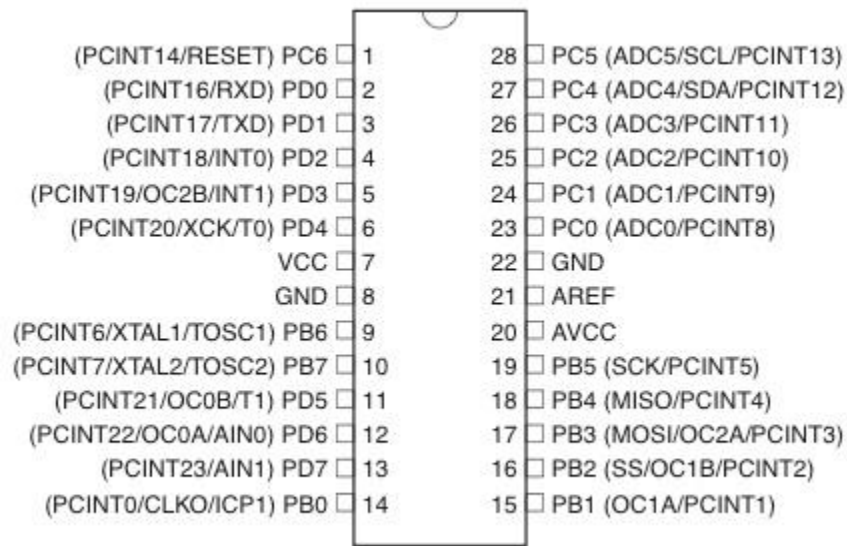 (PCINT14/RESET) PC6 1 28 PC5 (ADC5/SCL/PCINT13)
(PCINT16/RXD) PD0 2 27 PC4 (ADC4/SDA/PCINT12)
(PCINT17/TXD) PD1 3 26 PC3 (ADC3/PCINT11)
(PCINT18/INT0) PD2 4 25 PC2 (ADC2/PCINT10)
(PCINT19/OC2B/INT1) PD3 5 24 PC1 (ADC1/PCINT9)
(PCINT20/XCK/T0) PD4 6 23 PC0 (ADC0/PCINT8)
VCC 7 22 GND
GND 8 21 AREF
(PCINT6/XTAL1/TOSC1) PB6 9 20 AVCC
(PCINT7/XTAL2/TOSC2) PB7 10 19 PB5 (SCK/PCINT5)
(PCINT21/OC0B/T1) PD5 11 18 PB4 (MISO/PCINT4)
(PCINT22/OC0A/AIN0) PD6 12 17 PB3 (MOSI/OC2A/PCINT3)
(PCINT23/AIN1) PD7 13 16 PB2 (SS/OC1B/PCINT2)
(PCINT0/CLKO/ICP1) PB0 14 15 PB1 (OC1A/PCINT1)